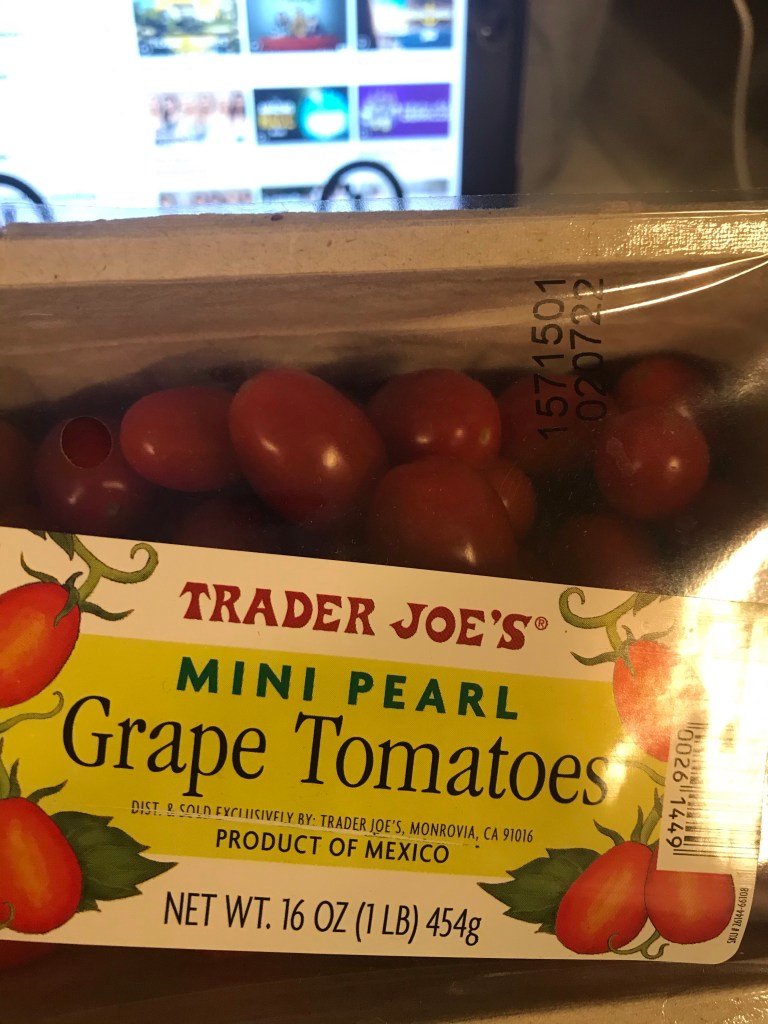 1571501
020722
TRADER JOE'S®
MINI PEARL
Grape Tomatoes
DIST. & SOLD EXCLUSIVELY BY: TRADER JOE'S, MONROVIA, CA 91016
PRODUCT OF MEXICO
NET WT. 16 OZ (1 LB) 454g
0026 1449